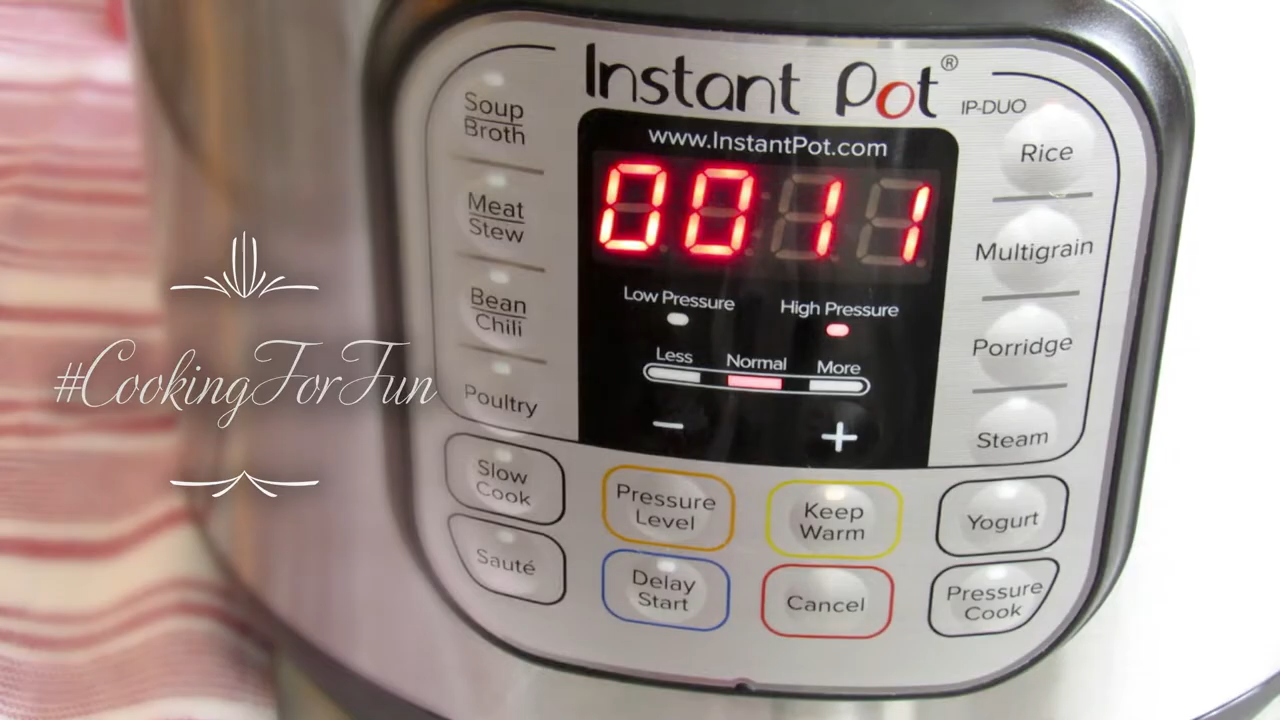 Instant Pot®
IP-DUO
www.InstantPot.com
0011
Low Pressure
High Pressure
Less
Normal
More
−
+
Soup
Broth
Meat
Stew
Bean
Chili
Poultry
Rice
Multigrain
Porridge
Steam
Slow
Cook
Sauté
Pressure
Level
Delay
Start
Keep
Warm
Cancel
Yogurt
Pressure
Cook
#CookingForFun